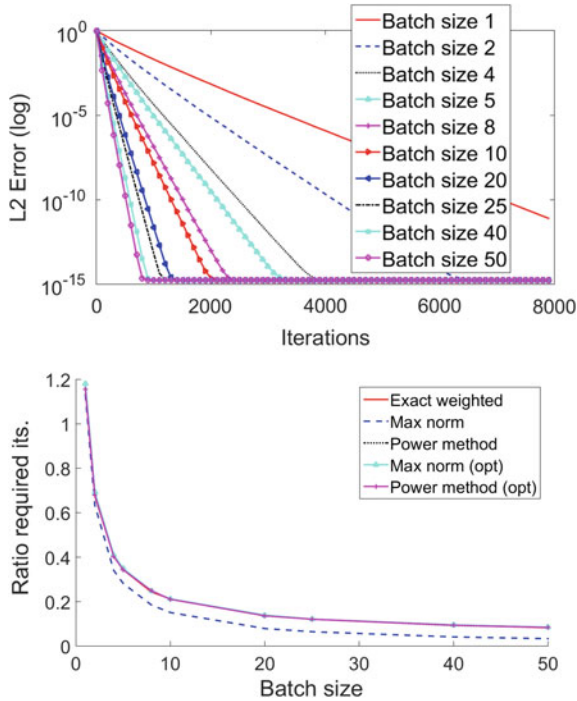 10^0
10^-5
10^-10
10^-15
L2 Error (log)
0
2000
4000
6000
8000
Iterations
Batch size 1
Batch size 2
Batch size 4
Batch size 5
Batch size 8
Batch size 10
Batch size 20
Batch size 25
Batch size 40
Batch size 50
1.2
1
0.8
0.6
0.4
0.2
0
Ratio required its.
0
10
20
30
40
50
Batch size
Exact weighted
Max norm
Power method
Max norm (opt)
Power method (opt)